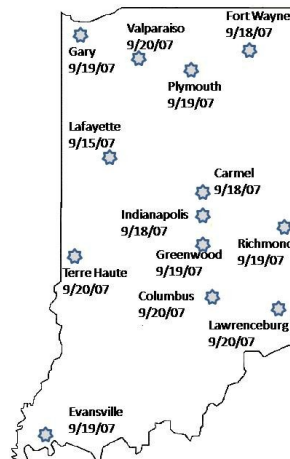 Fort Wayne
9/18/07
Valparaiso
9/20/07
Gary
9/19/07
Plymouth
9/19/07
Lafayette
9/15/07
Carmel
9/18/07
Indianapolis
9/18/07
Greenwood
9/19/07
Richmond
9/19/07
Terre Haute
9/20/07
Columbus
9/20/07
Lawrenceburg
9/20/07
Evansville
9/19/07